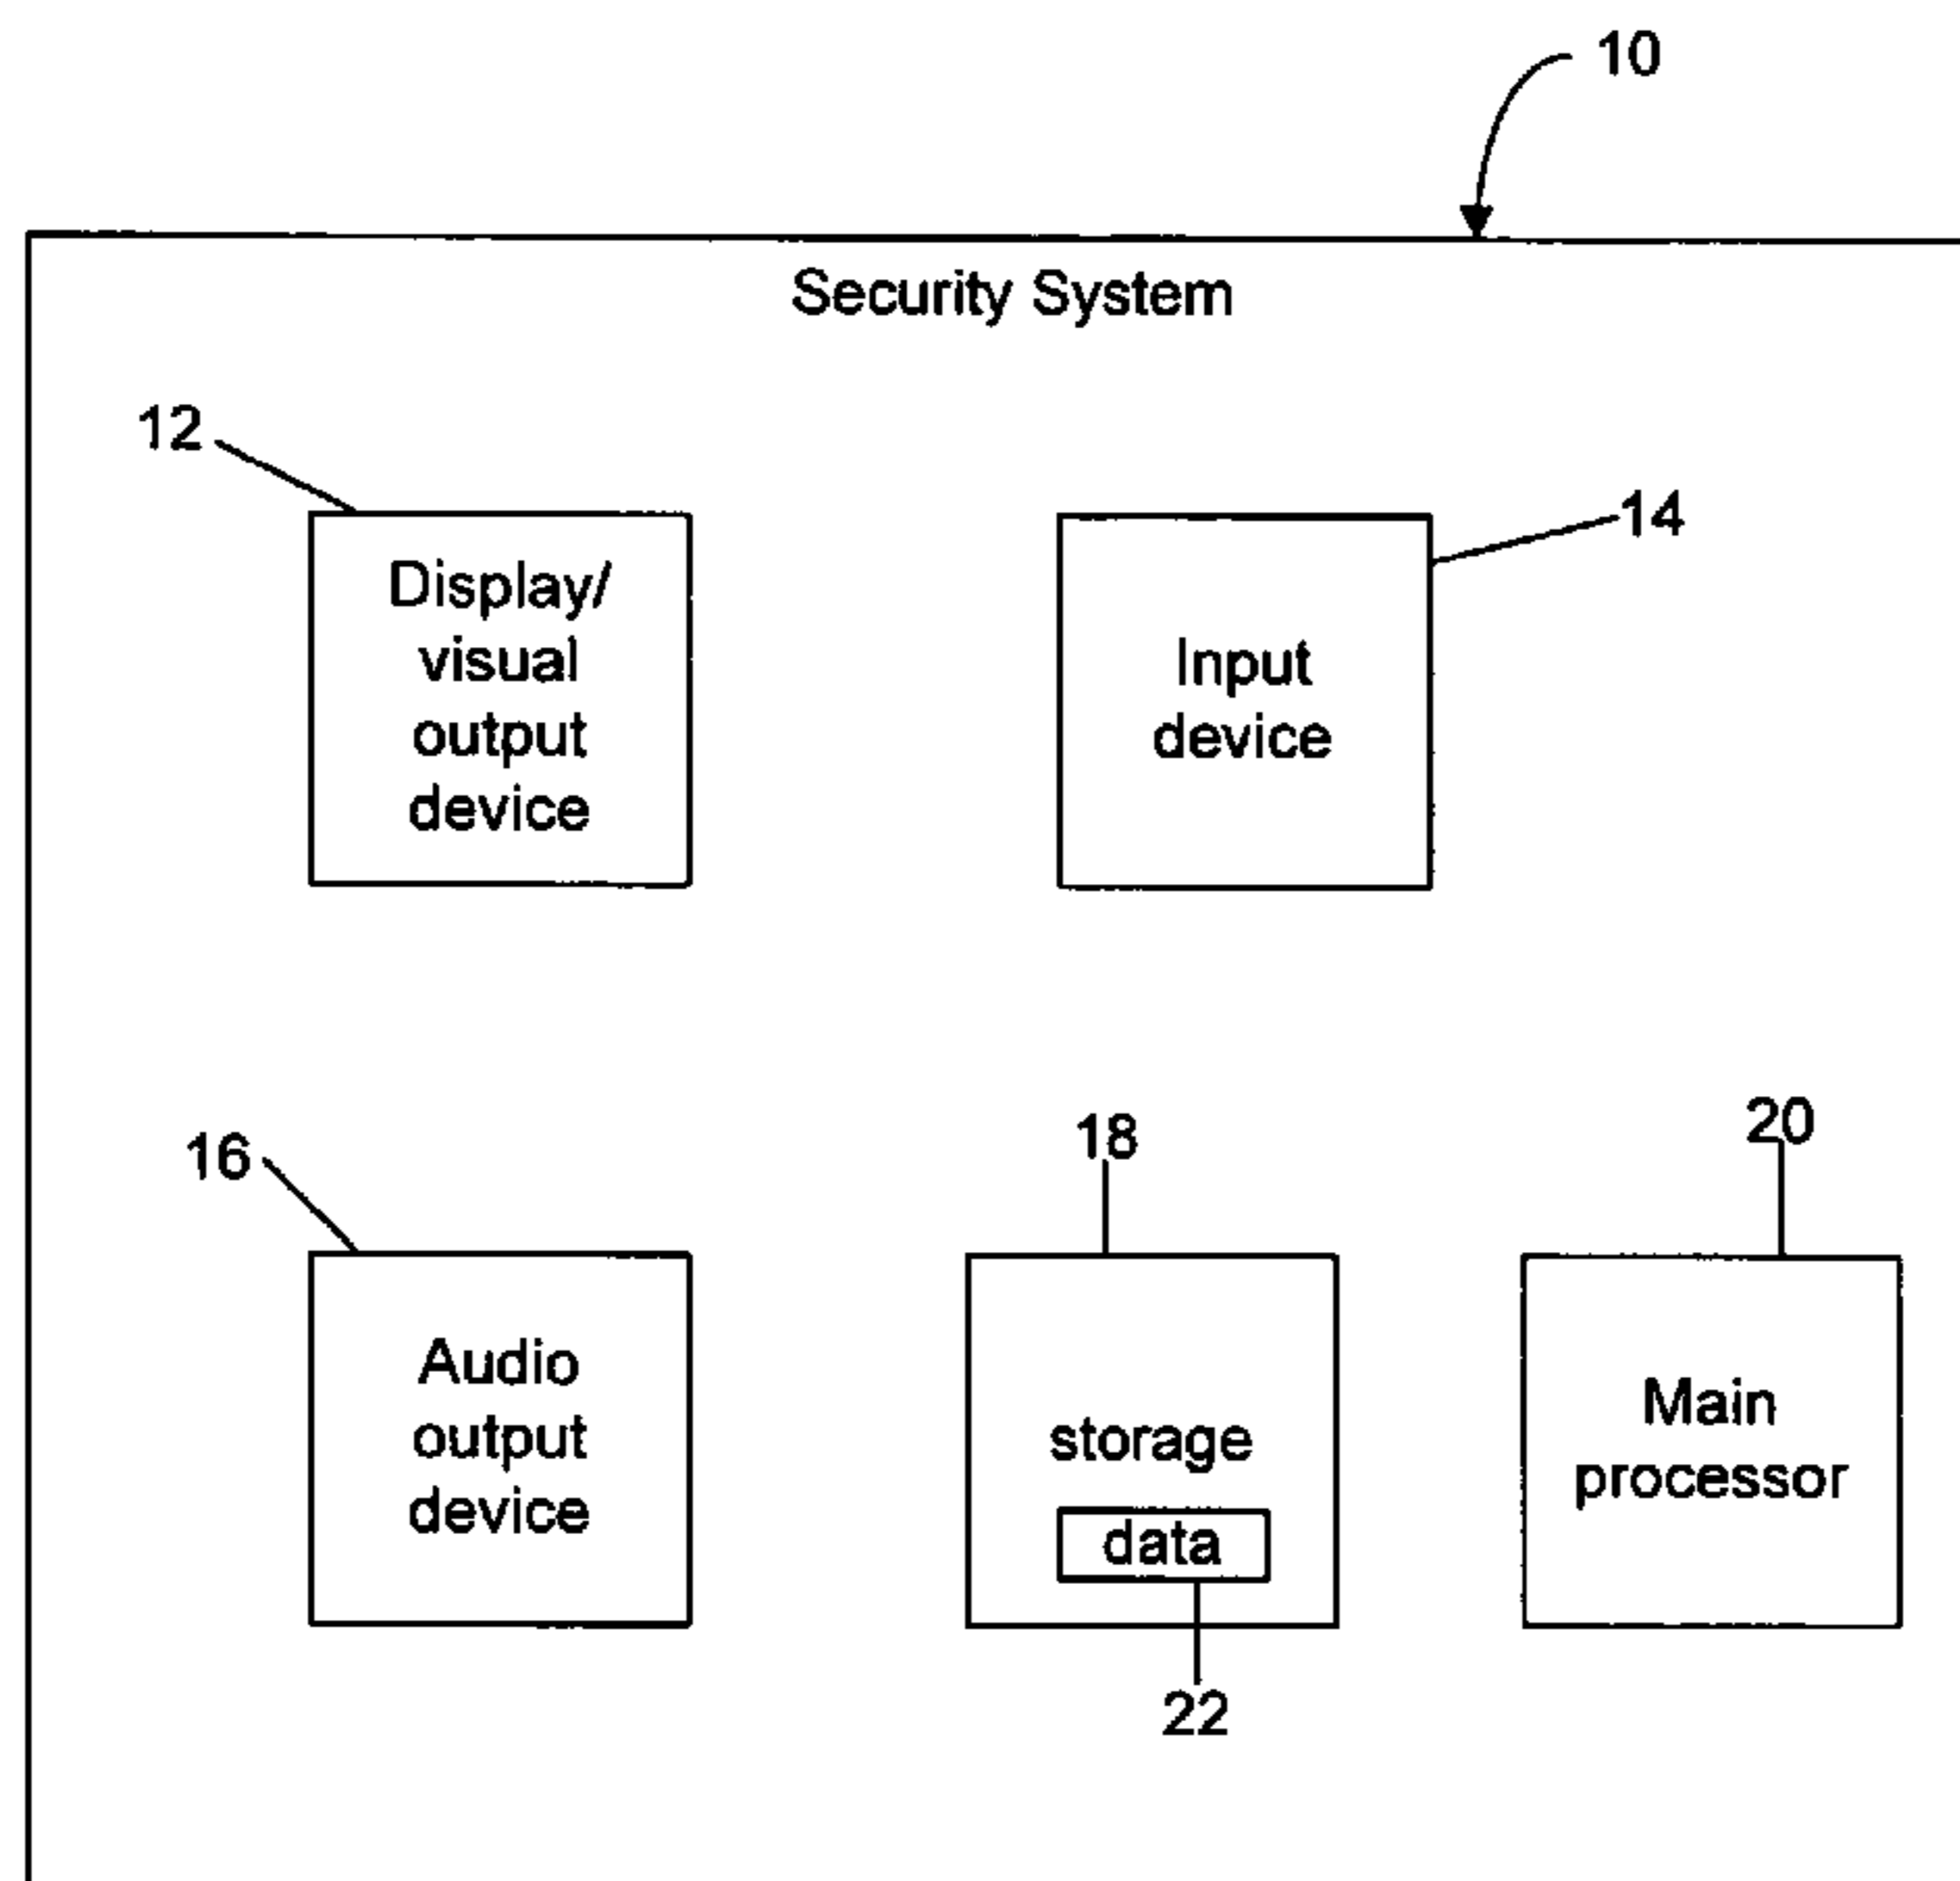 10
Security System
12
14
Display/
visual
output
device
Input
device
16
18
20
Audio
output
device
storage
data
Main
processor
22